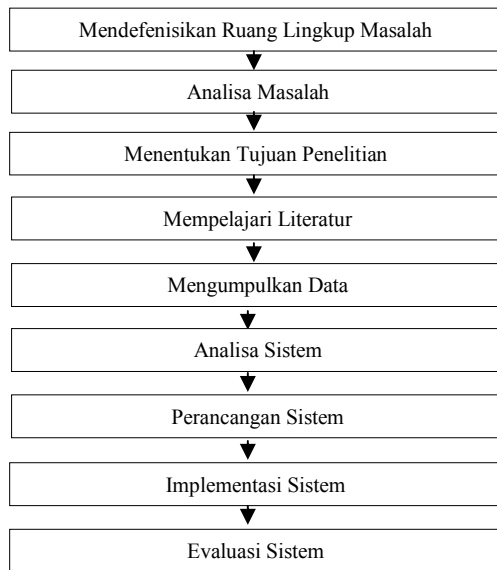 Mendefenisikan Ruang Lingkup Masalah
Analisa Masalah
Menentukan Tujuan Penelitian
Mempelajari Literatur
Mengumpulkan Data
Analisa Sistem
Perancangan Sistem
Implementasi Sistem
Evaluasi Sistem